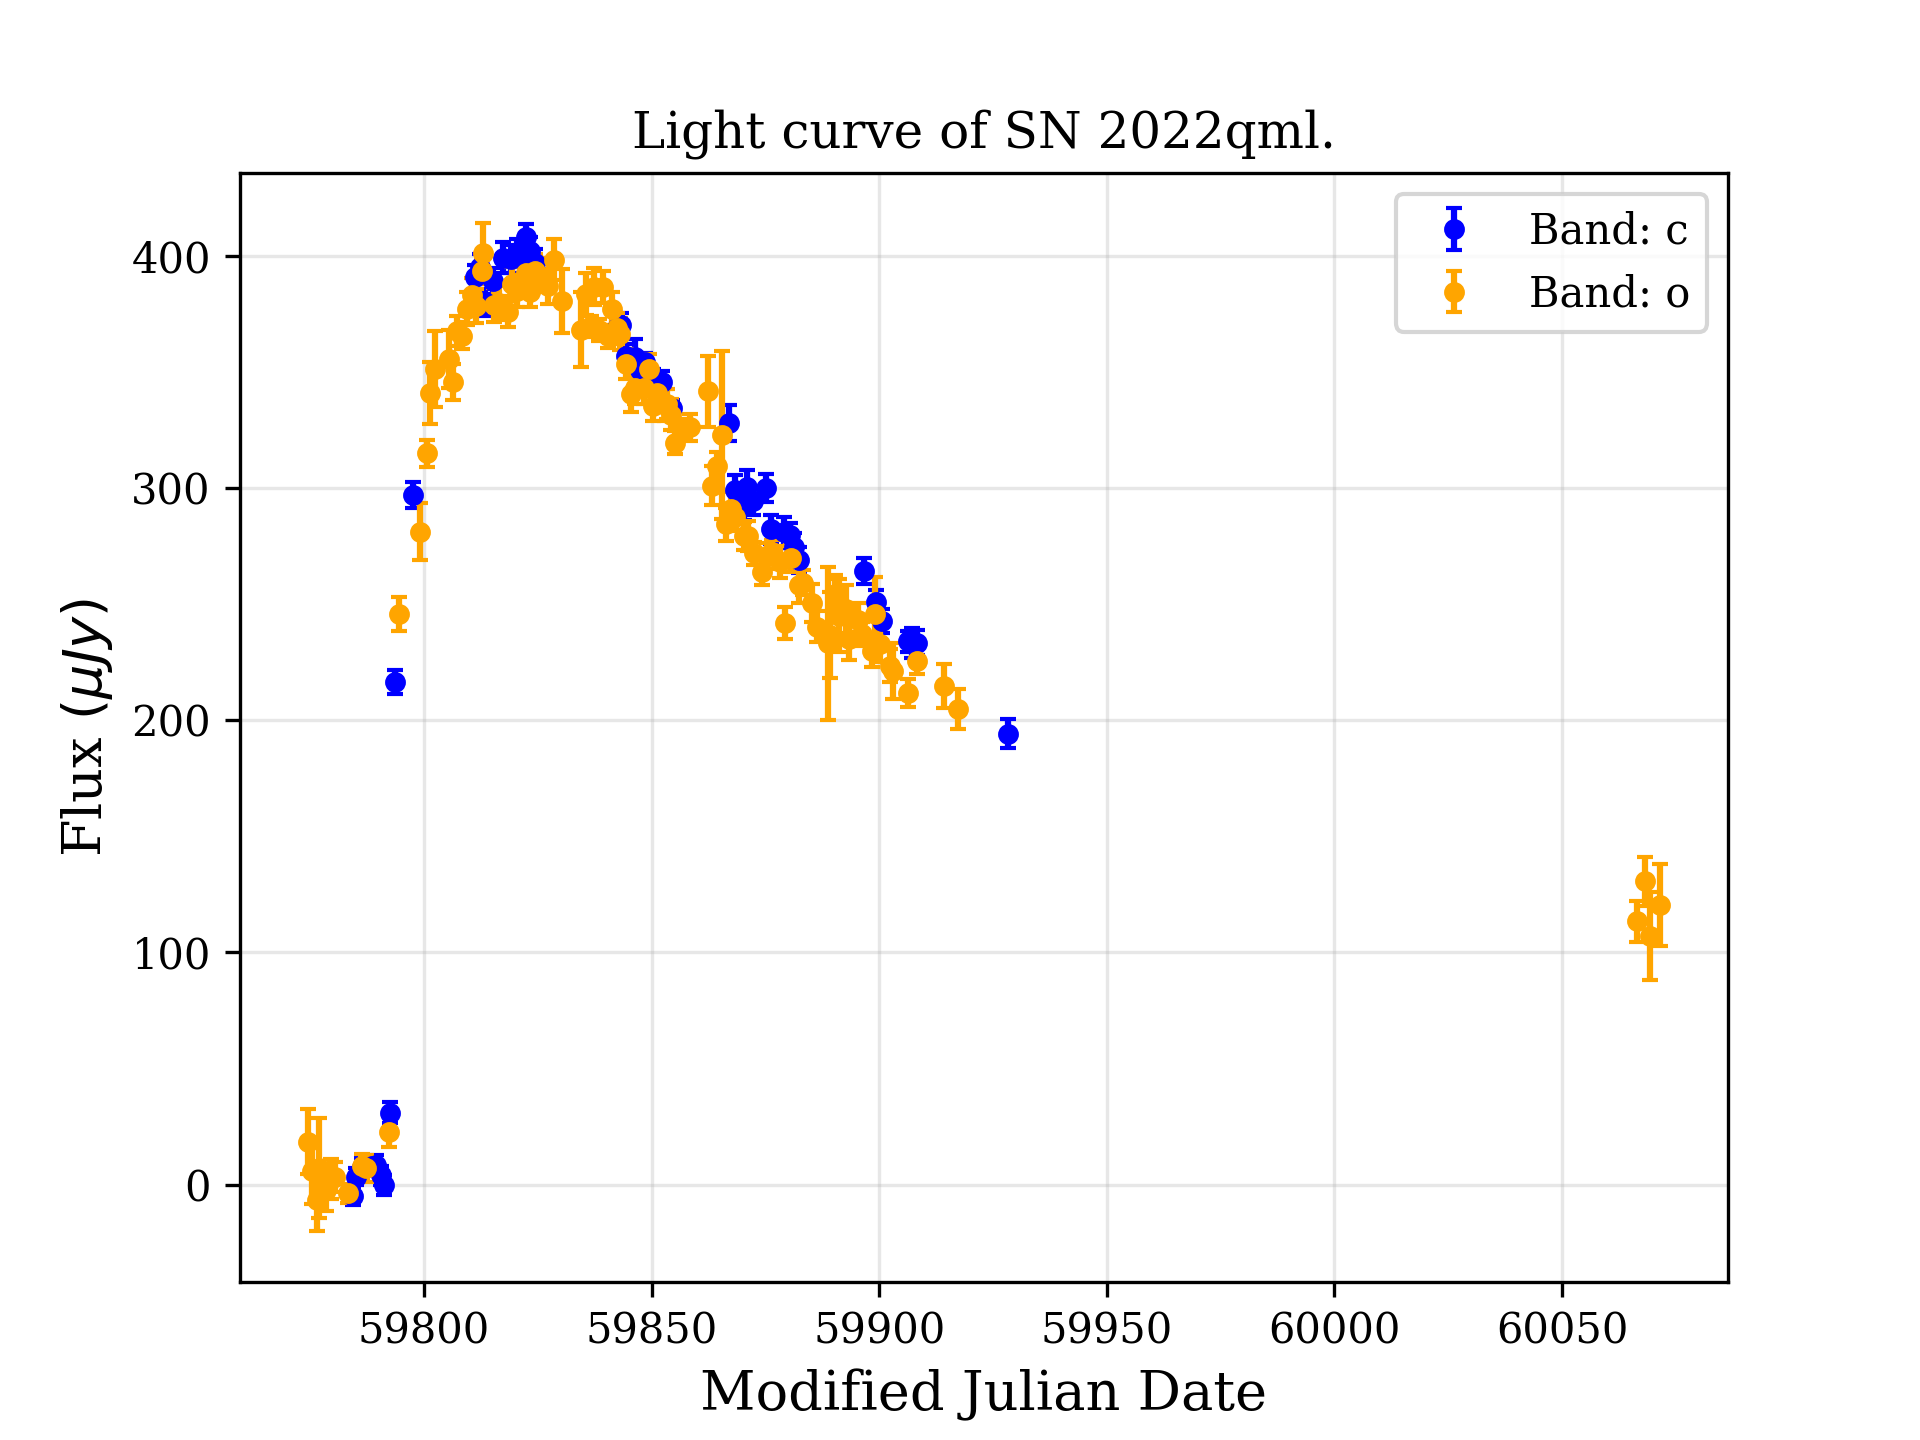 Light curve of SN 2022qml.
Band: c
Band: o
400
300
200
100
0
Flux (μJy)
59800 59850 59900 59950 60000 60050
Modified Julian Date